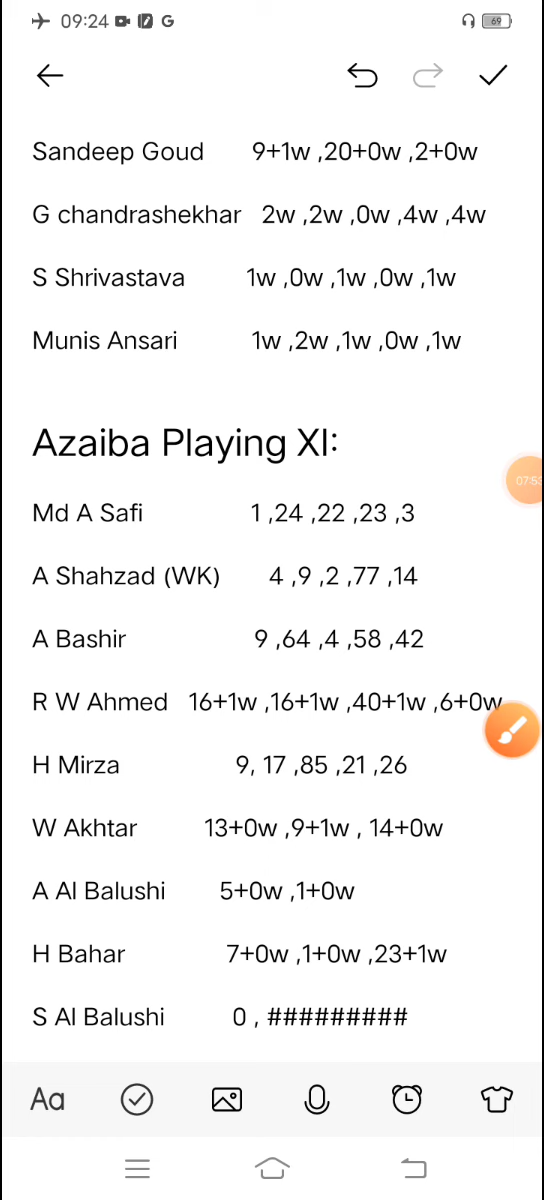 09:24 G 69
Sandeep Goud 9+1w ,20+0w ,2+0w
G chandrashekhar 2w ,2w ,0w ,4w ,4w
S Shrivastava 1w ,0w ,1w ,0w ,1w
Munis Ansari 1w ,2w ,1w ,0w ,1w
Azaiba Playing XI:
Md A Safi 1 ,24 ,22 ,23 ,3
A Shahzad (WK) 4 ,9 ,2 ,77 ,14
A Bashir 9 ,64 ,4 ,58 ,42
R W Ahmed 16+1w ,16+1w ,40+1w ,6+0w
H Mirza 9, 17 ,85 ,21 ,26
W Akhtar 13+0w ,9+1w , 14+0w
A Al Balushi 5+0w ,1+0w
H Bahar 7+0w ,1+0w ,23+1w
S Al Balushi 0 , #########
Aa